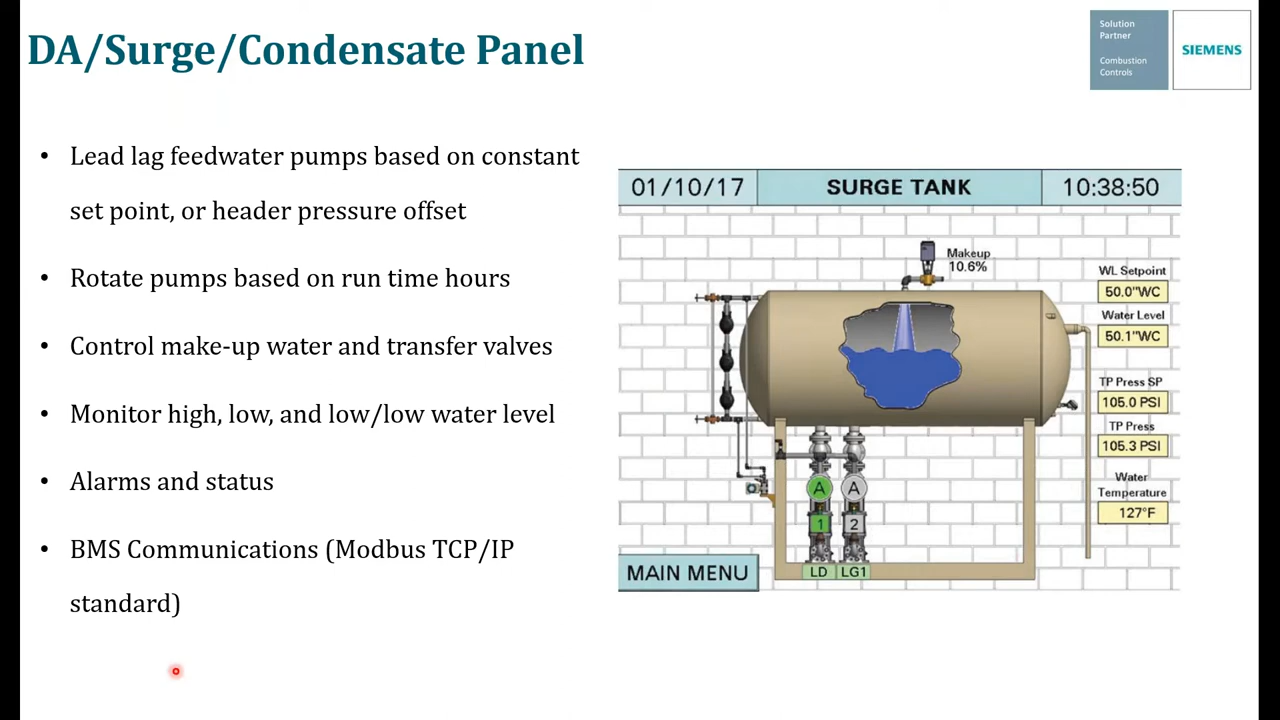 DA/Surge/Condensate Panel
Solution
Partner
Combustion
Controls
SIEMENS
• Lead lag feedwater pumps based on constant
set point, or header pressure offset
• Rotate pumps based on run time hours
• Control make-up water and transfer valves
• Monitor high, low, and low/low water level
• Alarms and status
• BMS Communications (Modbus TCP/IP
standard)
01/10/17
SURGE TANK
10:38:50
Makeup
10.6%
WL Setpoint
50.0"WC
Water Level
50.1"WC
TP Press SP
105.0 PSI
TP Press
105.3 PSI
Water
Temperature
127°F
A A
1 2
LD LG1
MAIN MENU